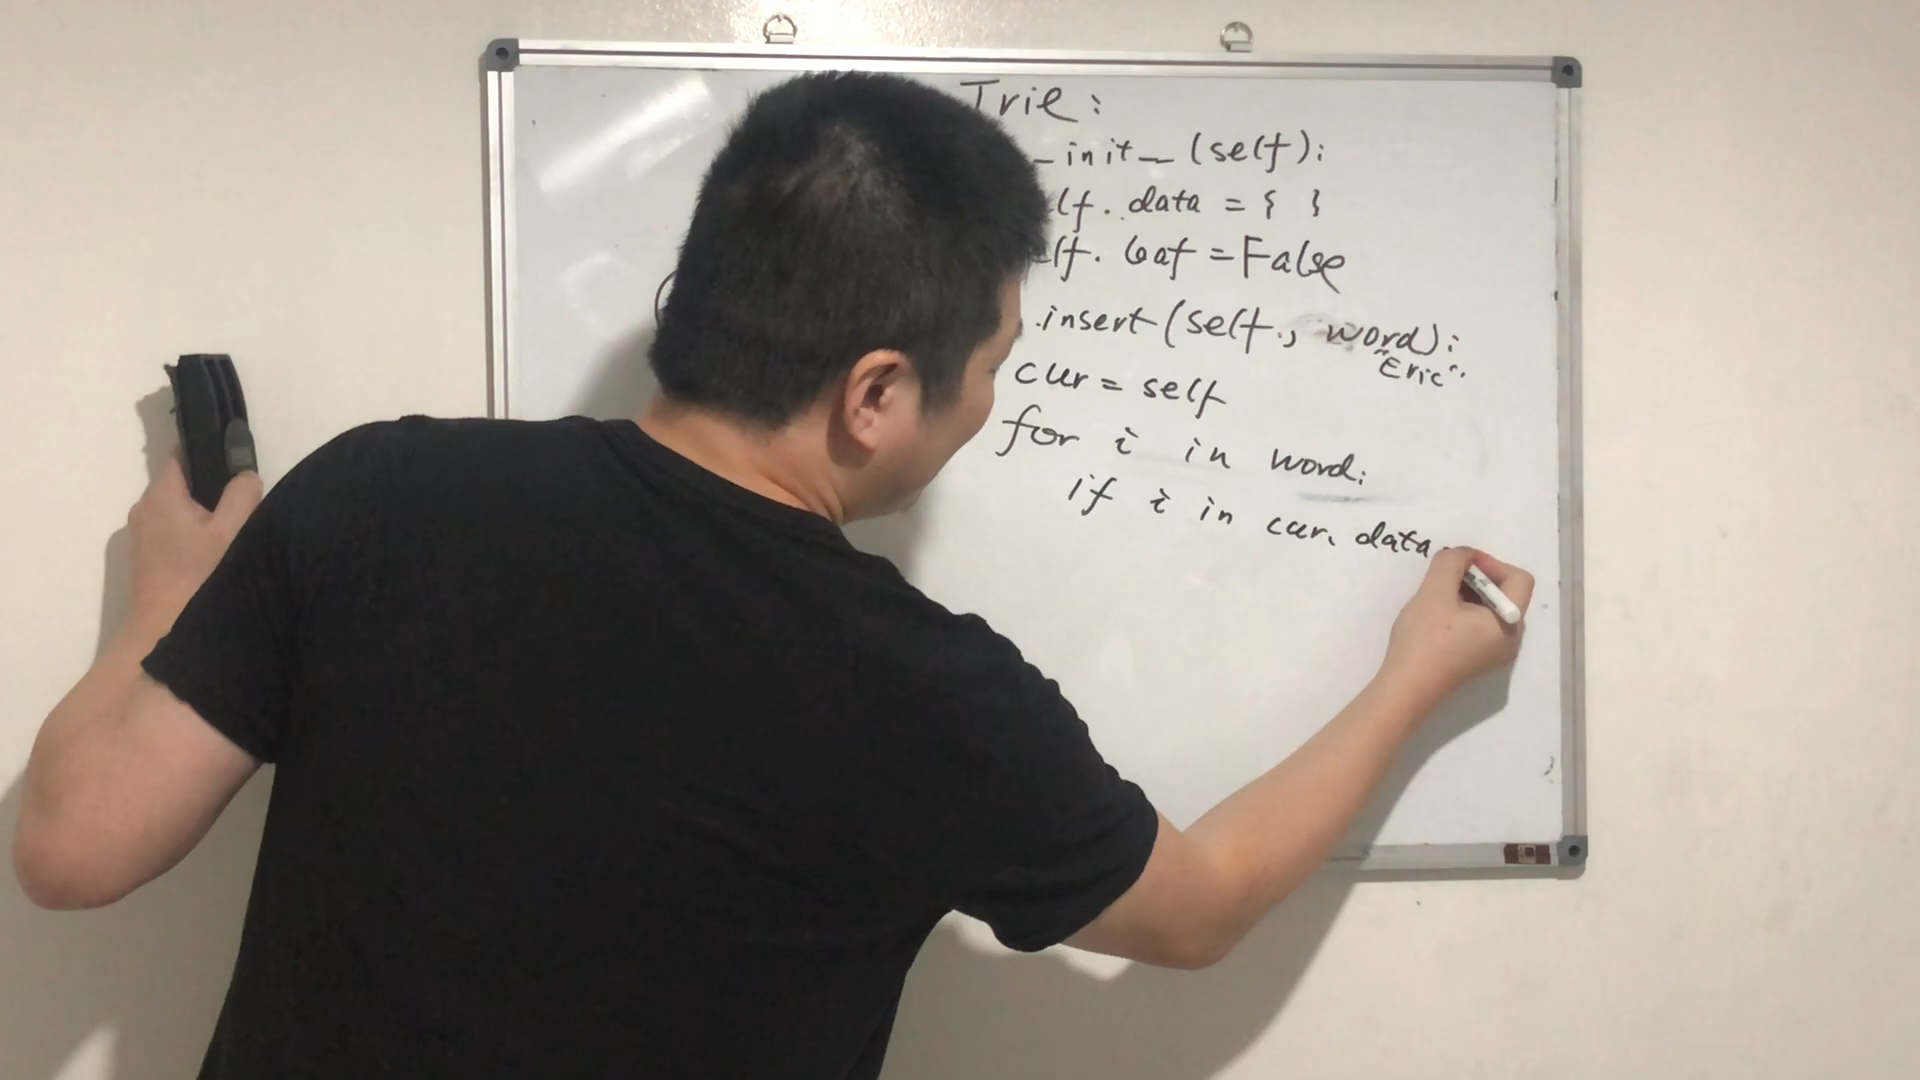 Trie:
_init_(self):
lf.data = { }
lf.leaf = False
insert(self, word):
"Eric"
cur = self
for i in word:
if i in cur.data